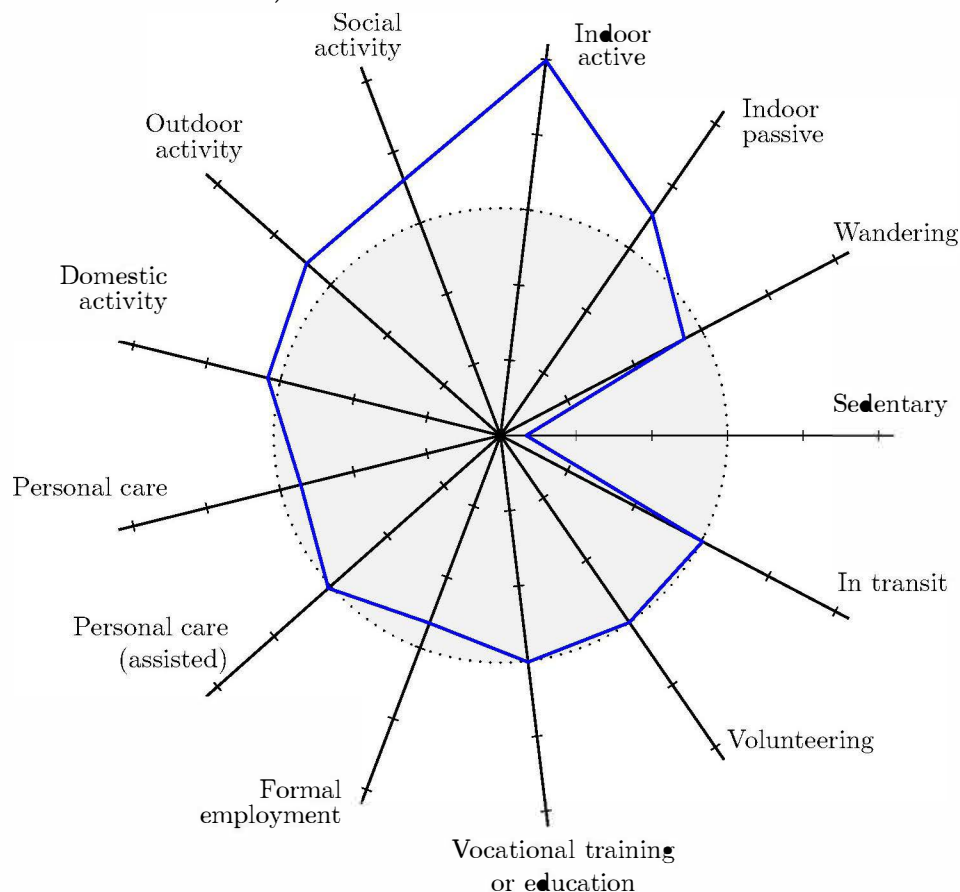 Social
activity
Indoor
active
Indoor
passive
Outdoor
activity
Wandering
Domestic
activity
Sedentary
Personal care
In transit
Personal care
(assisted)
Volunteering
Formal
employment
Vocational training
or education